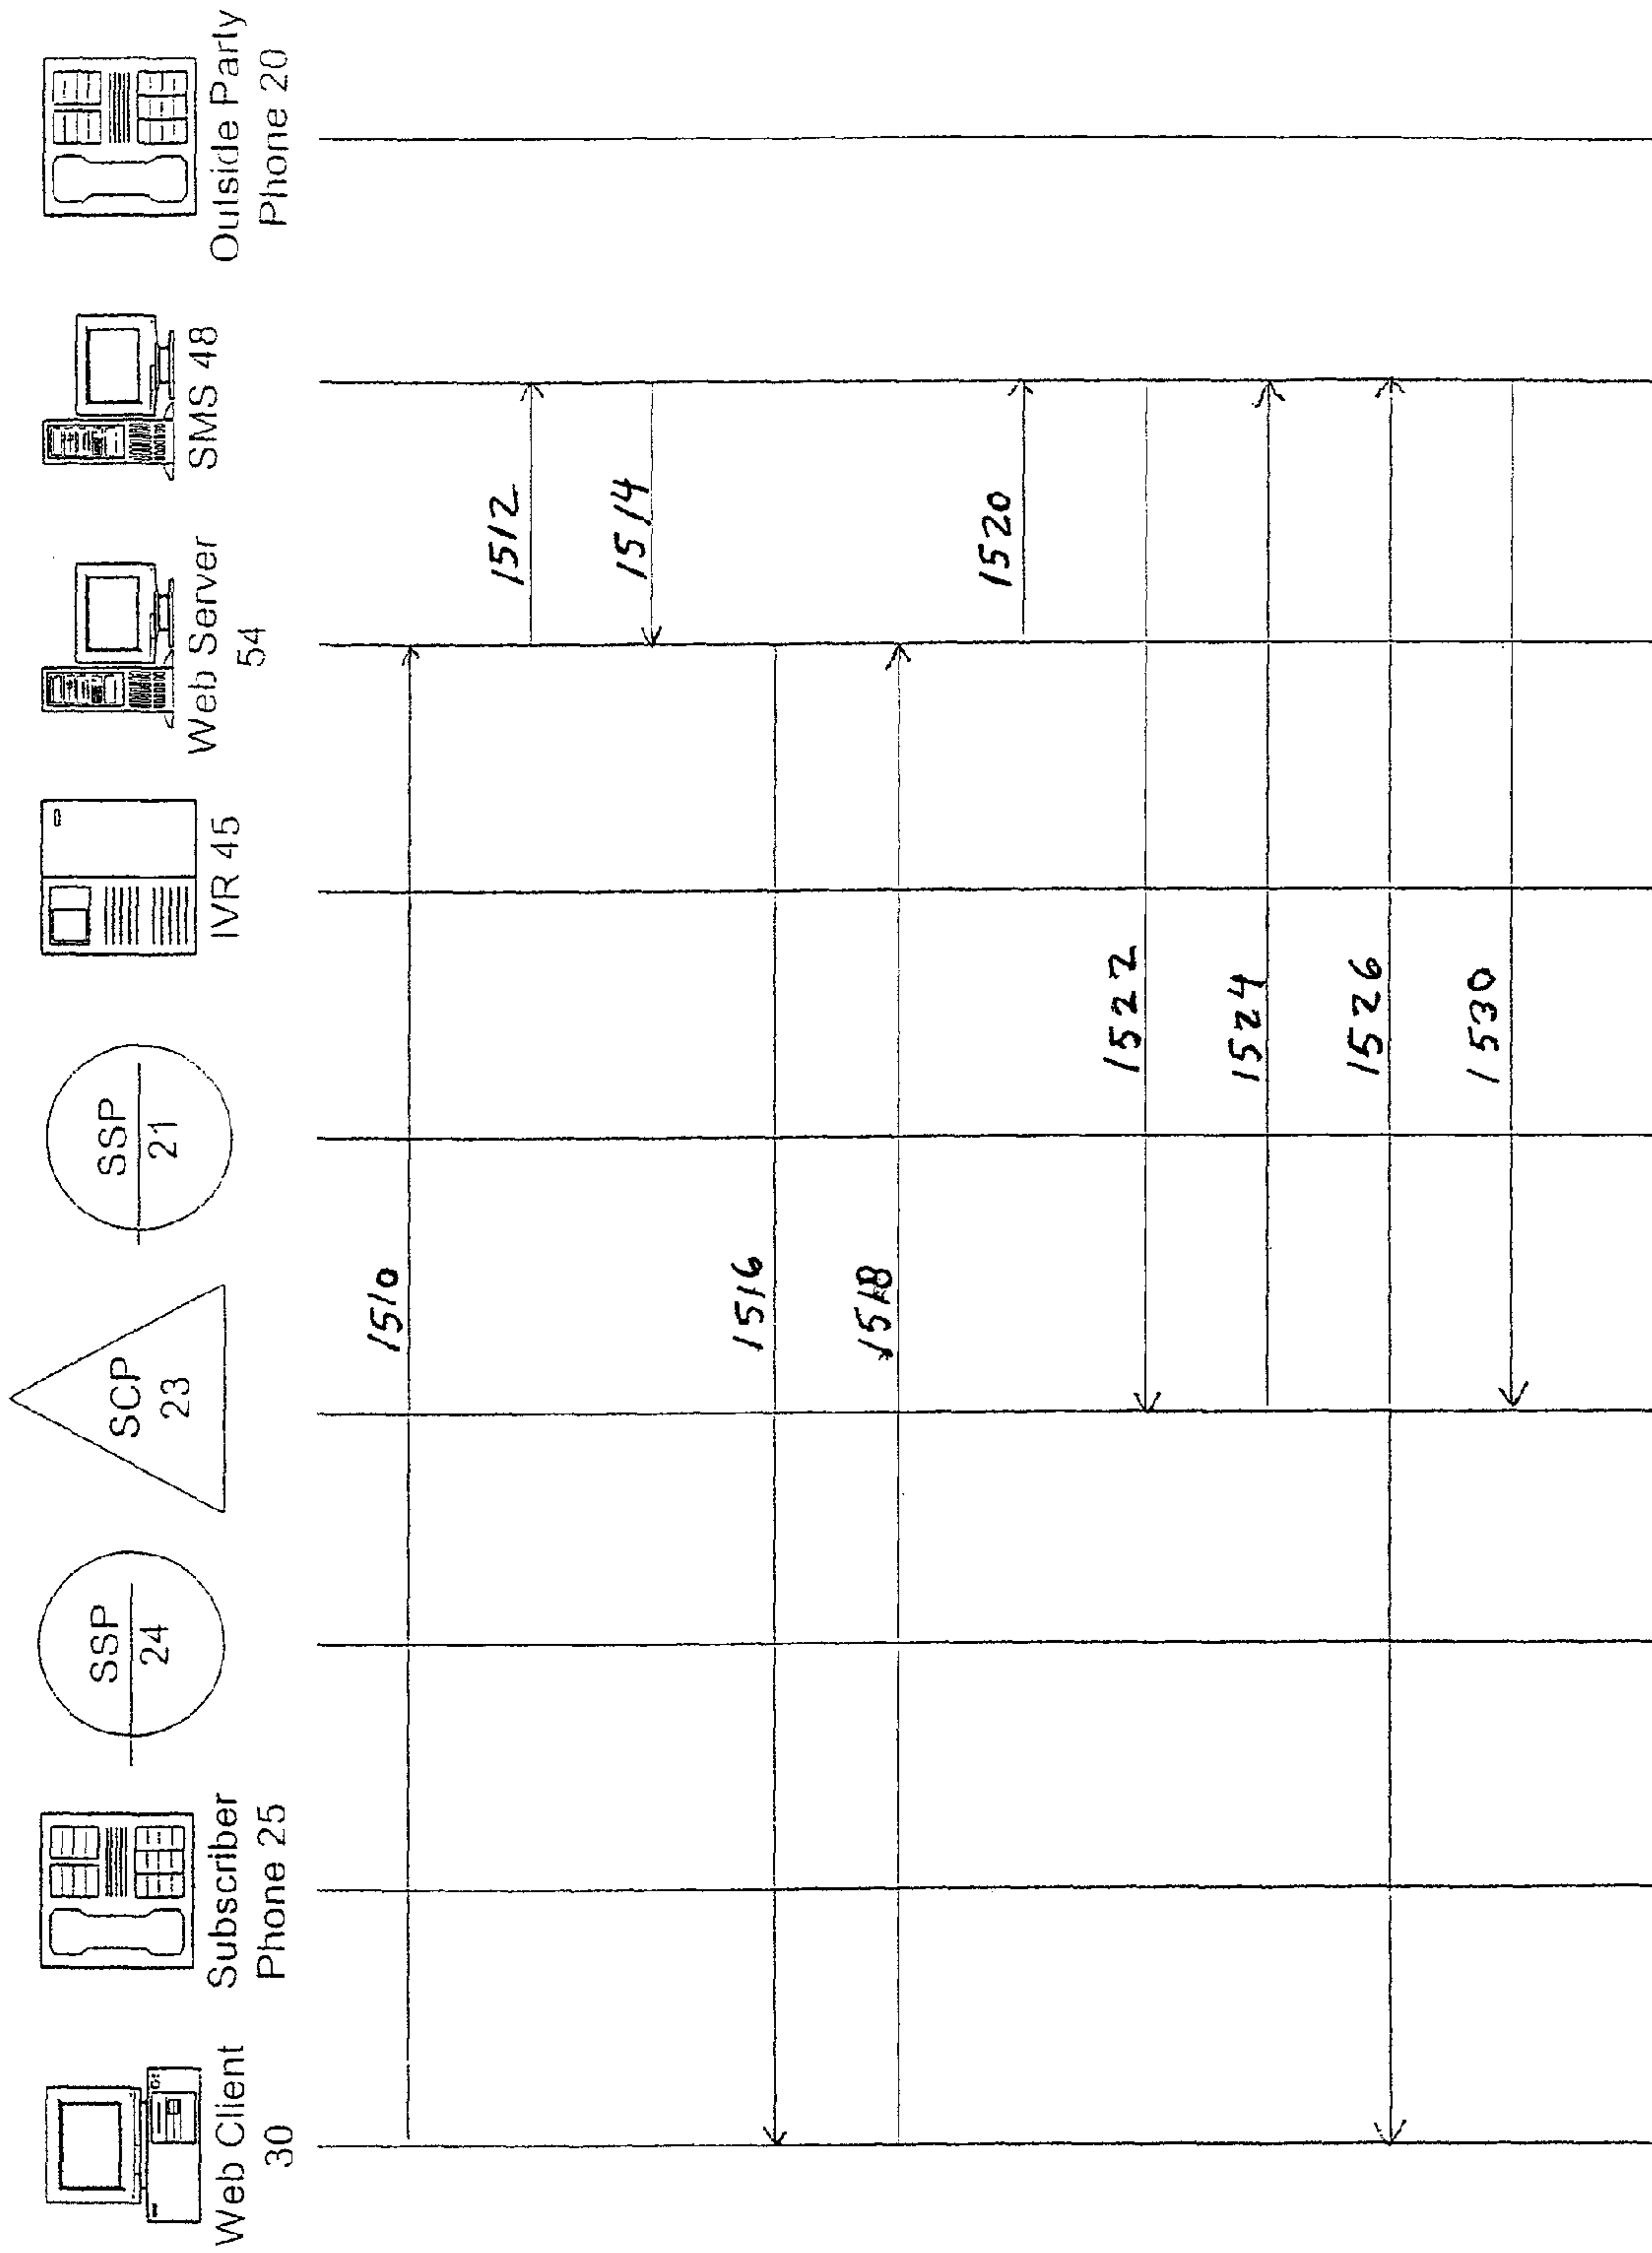 Web Client
30
Subscriber
Phone 25
SSP
24
SCP
23
SSP
21
IVR 45
Web Server
54
SMS 48
Outside Party
Phone 20
1510
1512
1514
1516
1518
1520
1522
1524
1526
1530